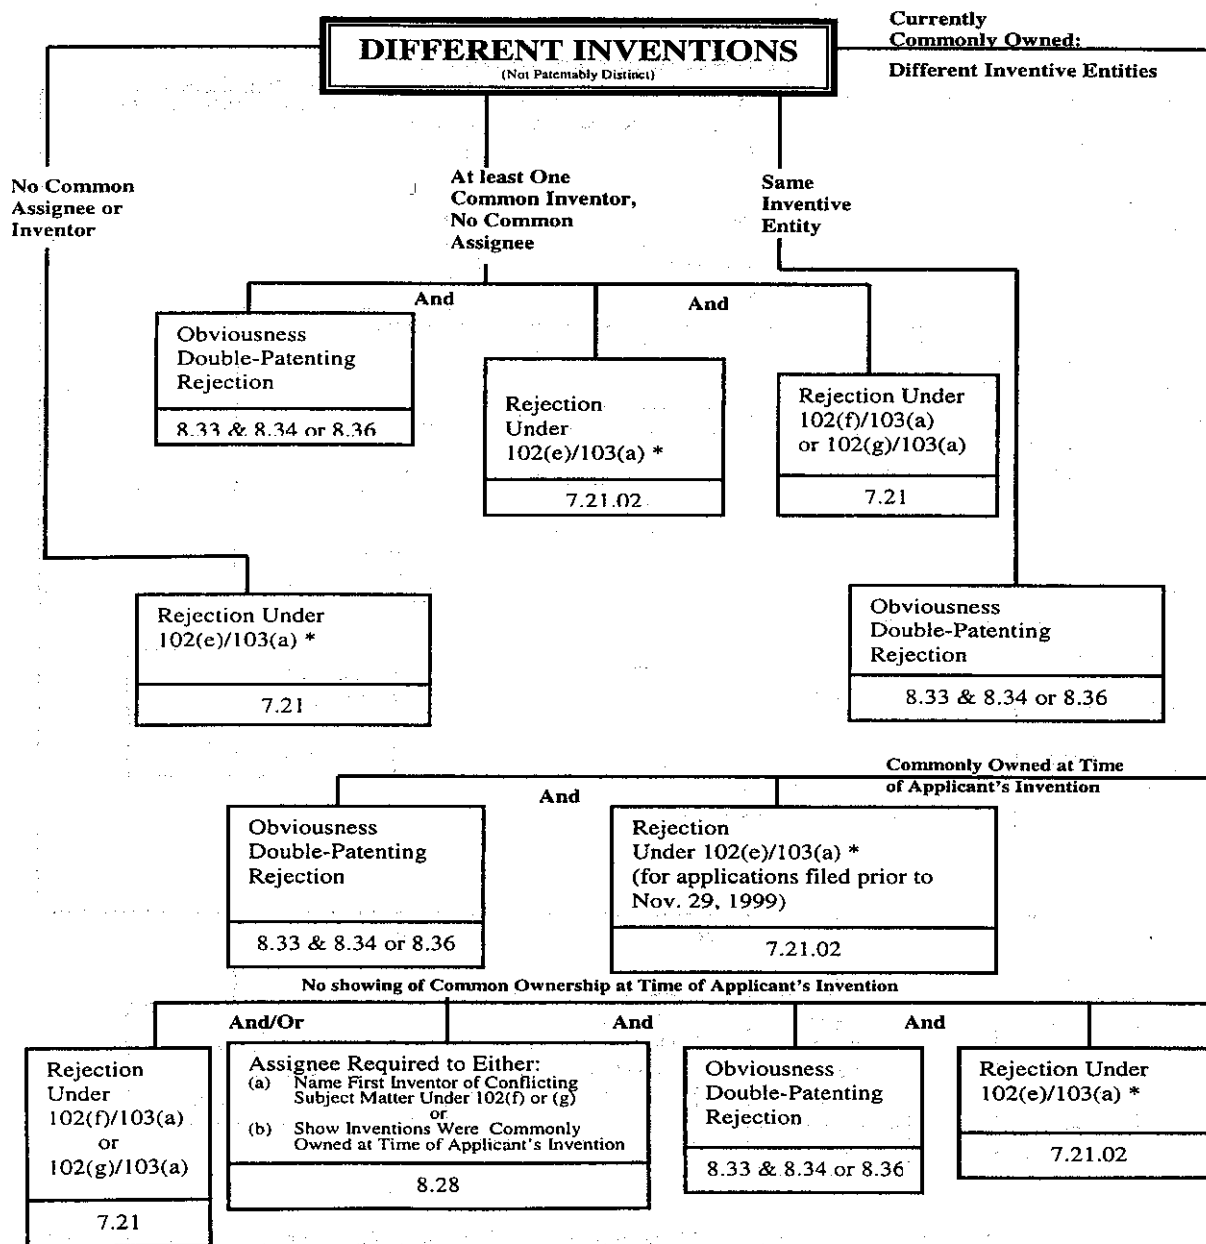 DIFFERENT INVENTIONS
(Not Patentably Distinct)
Currently
Commonly Owned:
Different Inventive Entities
No Common
Assignee or
Inventor
At least One
Common Inventor,
No Common
Assignee
Same
Inventive
Entity
And
And
Obviousness
Double-Patenting
Rejection
8.33 & 8.34 or 8.36
Rejection
Under
102(e)/103(a) *
7.21.02
Rejection Under
102(f)/103(a)
or 102(g)/103(a)
7.21
Rejection Under
102(e)/103(a) *
7.21
Obviousness
Double-Patenting
Rejection
8.33 & 8.34 or 8.36
Commonly Owned at Time
of Applicant's Invention
And
Obviousness
Double-Patenting
Rejection
8.33 & 8.34 or 8.36
Rejection
Under 102(e)/103(a) *
(for applications filed prior to
Nov. 29, 1999)
7.21.02
No showing of Common Ownership at Time of Applicant's Invention
And/Or
And
And
Rejection
Under
102(f)/103(a)
or
102(g)/103(a)
7.21
Assignee Required to Either:
(a) Name First Inventor of Conflicting
Subject Matter Under 102(f) or (g)
or
(b) Show Inventions Were Commonly
Owned at Time of Applicant's Invention
8.28
Obviousness
Double-Patenting
Rejection
8.33 & 8.34 or 8.36
Rejection Under
102(e)/103(a) *
7.21.02